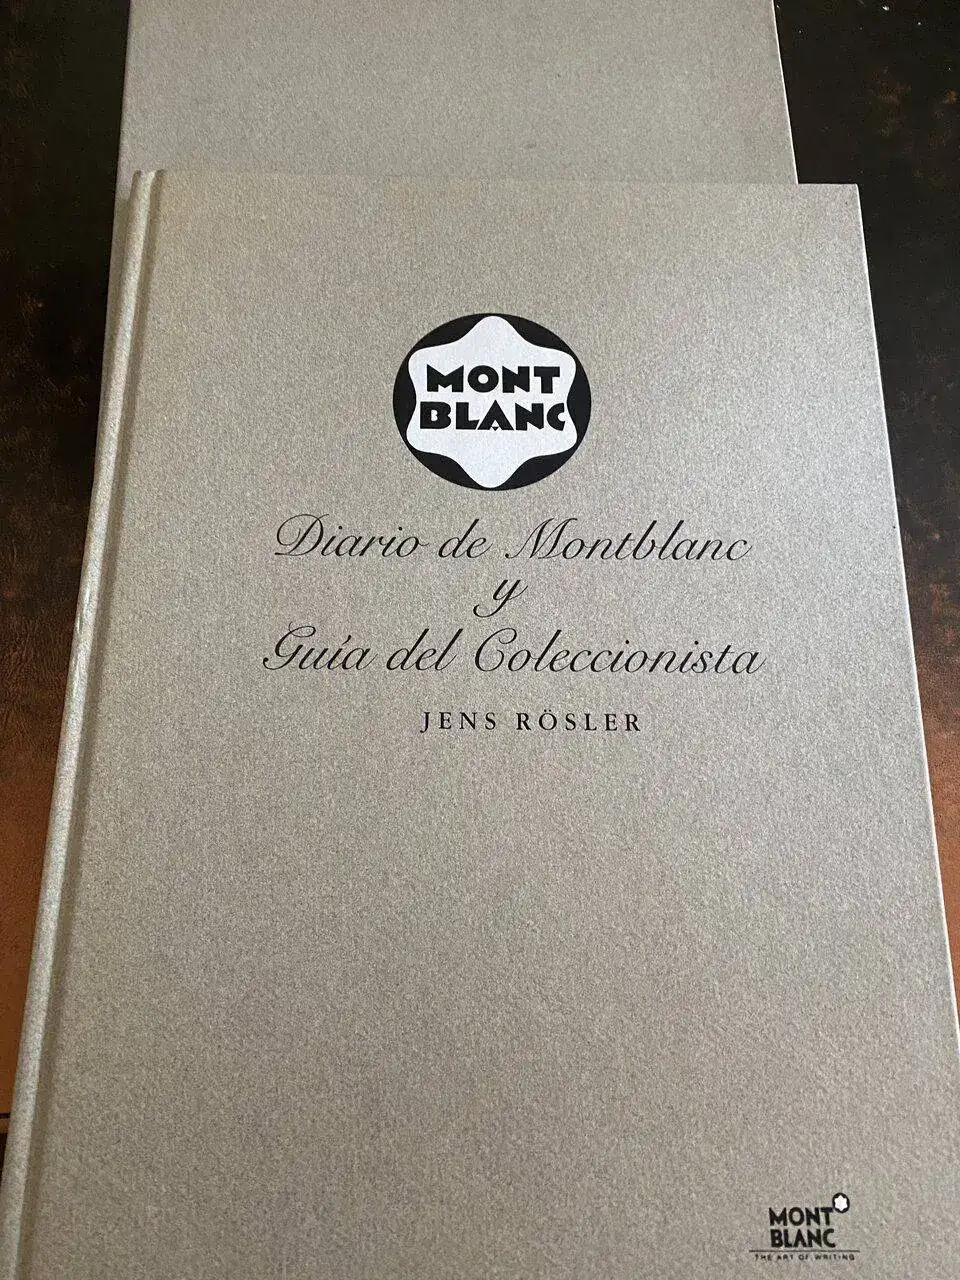 MONT
BLANC
Diario de Montblanc
y
Guía del Coleccionista
JENS RÖSLER
MONT
BLANC
THE ART OF WRITING